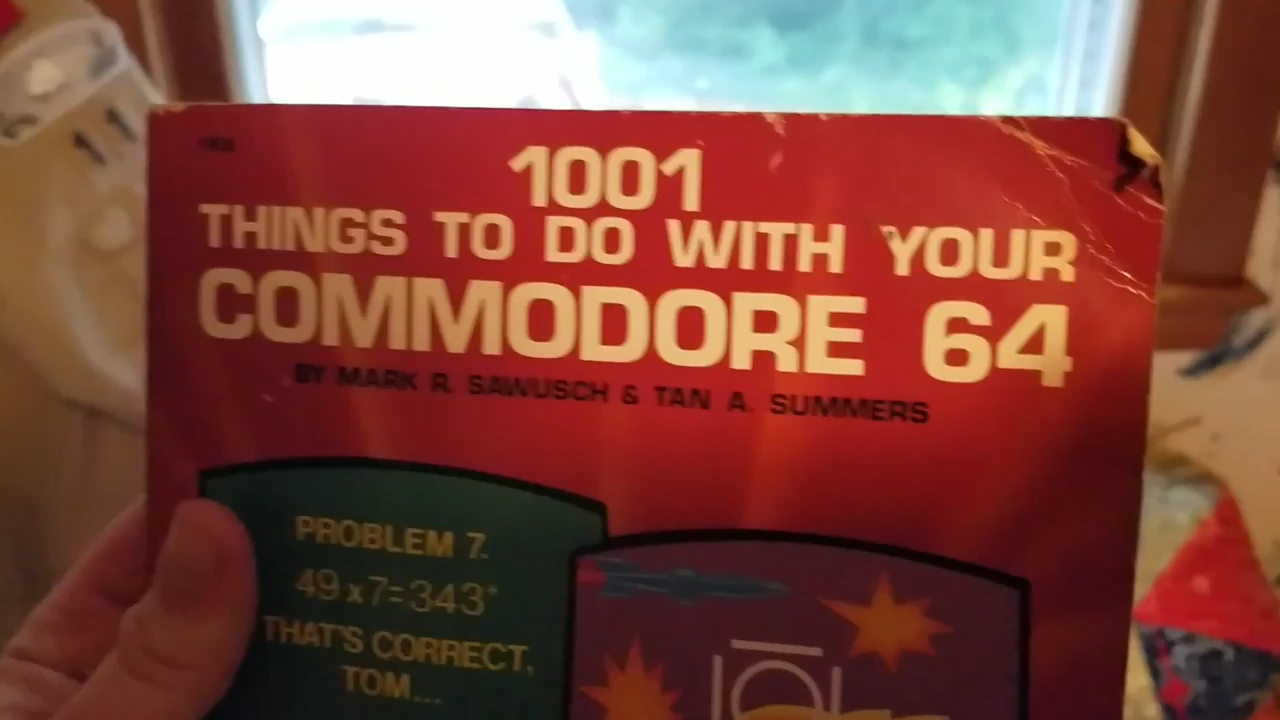 1001
THINGS TO DO WITH YOUR
COMMODORE 64
BY MARK R. SAWUSCH & TAN A. SUMMERS
PROBLEM 7.
49x7=343
THAT'S CORRECT,
TOM...